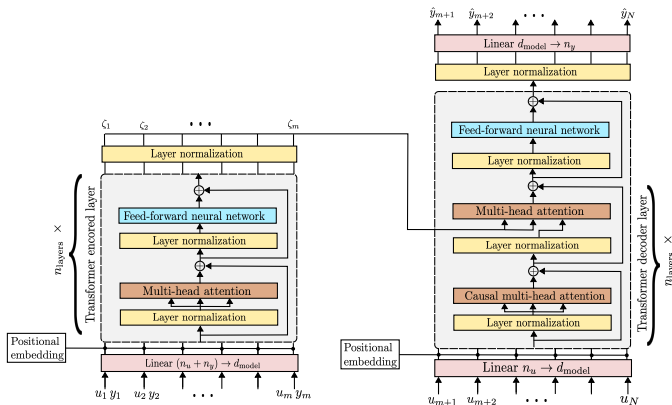 ŷ_{m+1} ŷ_{m+2} ··· ŷ_N
Linear d_model → n_y
Layer normalization
Feed-forward neural network
Layer normalization
Multi-head attention
Layer normalization
Causal multi-head attention
Layer normalization
Transformer decoder layer
n_layers ×
Positional
embedding
Linear n_u → d_model
u_{m+1} u_{m+2} ··· u_N
ζ_1 ζ_2 ··· ζ_m
Layer normalization
Feed-forward neural network
Layer normalization
Multi-head attention
Layer normalization
n_layers ×
Transformer encored layer
Positional
embedding
Linear (n_u + n_y) → d_model
u_1 y_1 u_2 y_2 ··· u_m y_m